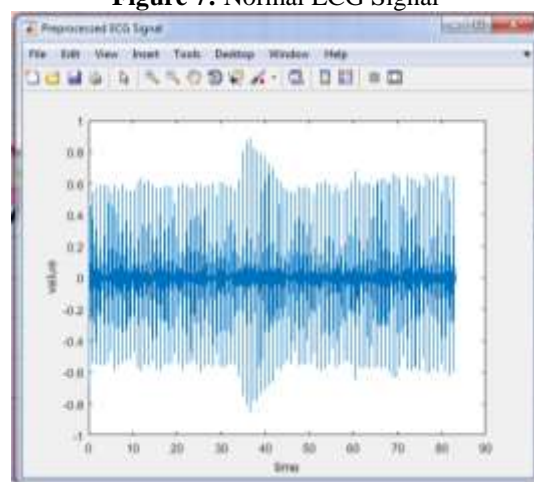 Figure 7: Normal ECG Signal
Preprocessed ECG Signal
File Edit View Insert Tools Desktop Window Help
1
0.8
0.6
0.4
0.2
0
-0.2
-0.4
-0.6
-0.8
-1
value
0 10 20 30 40 50 60 70 80 90
time